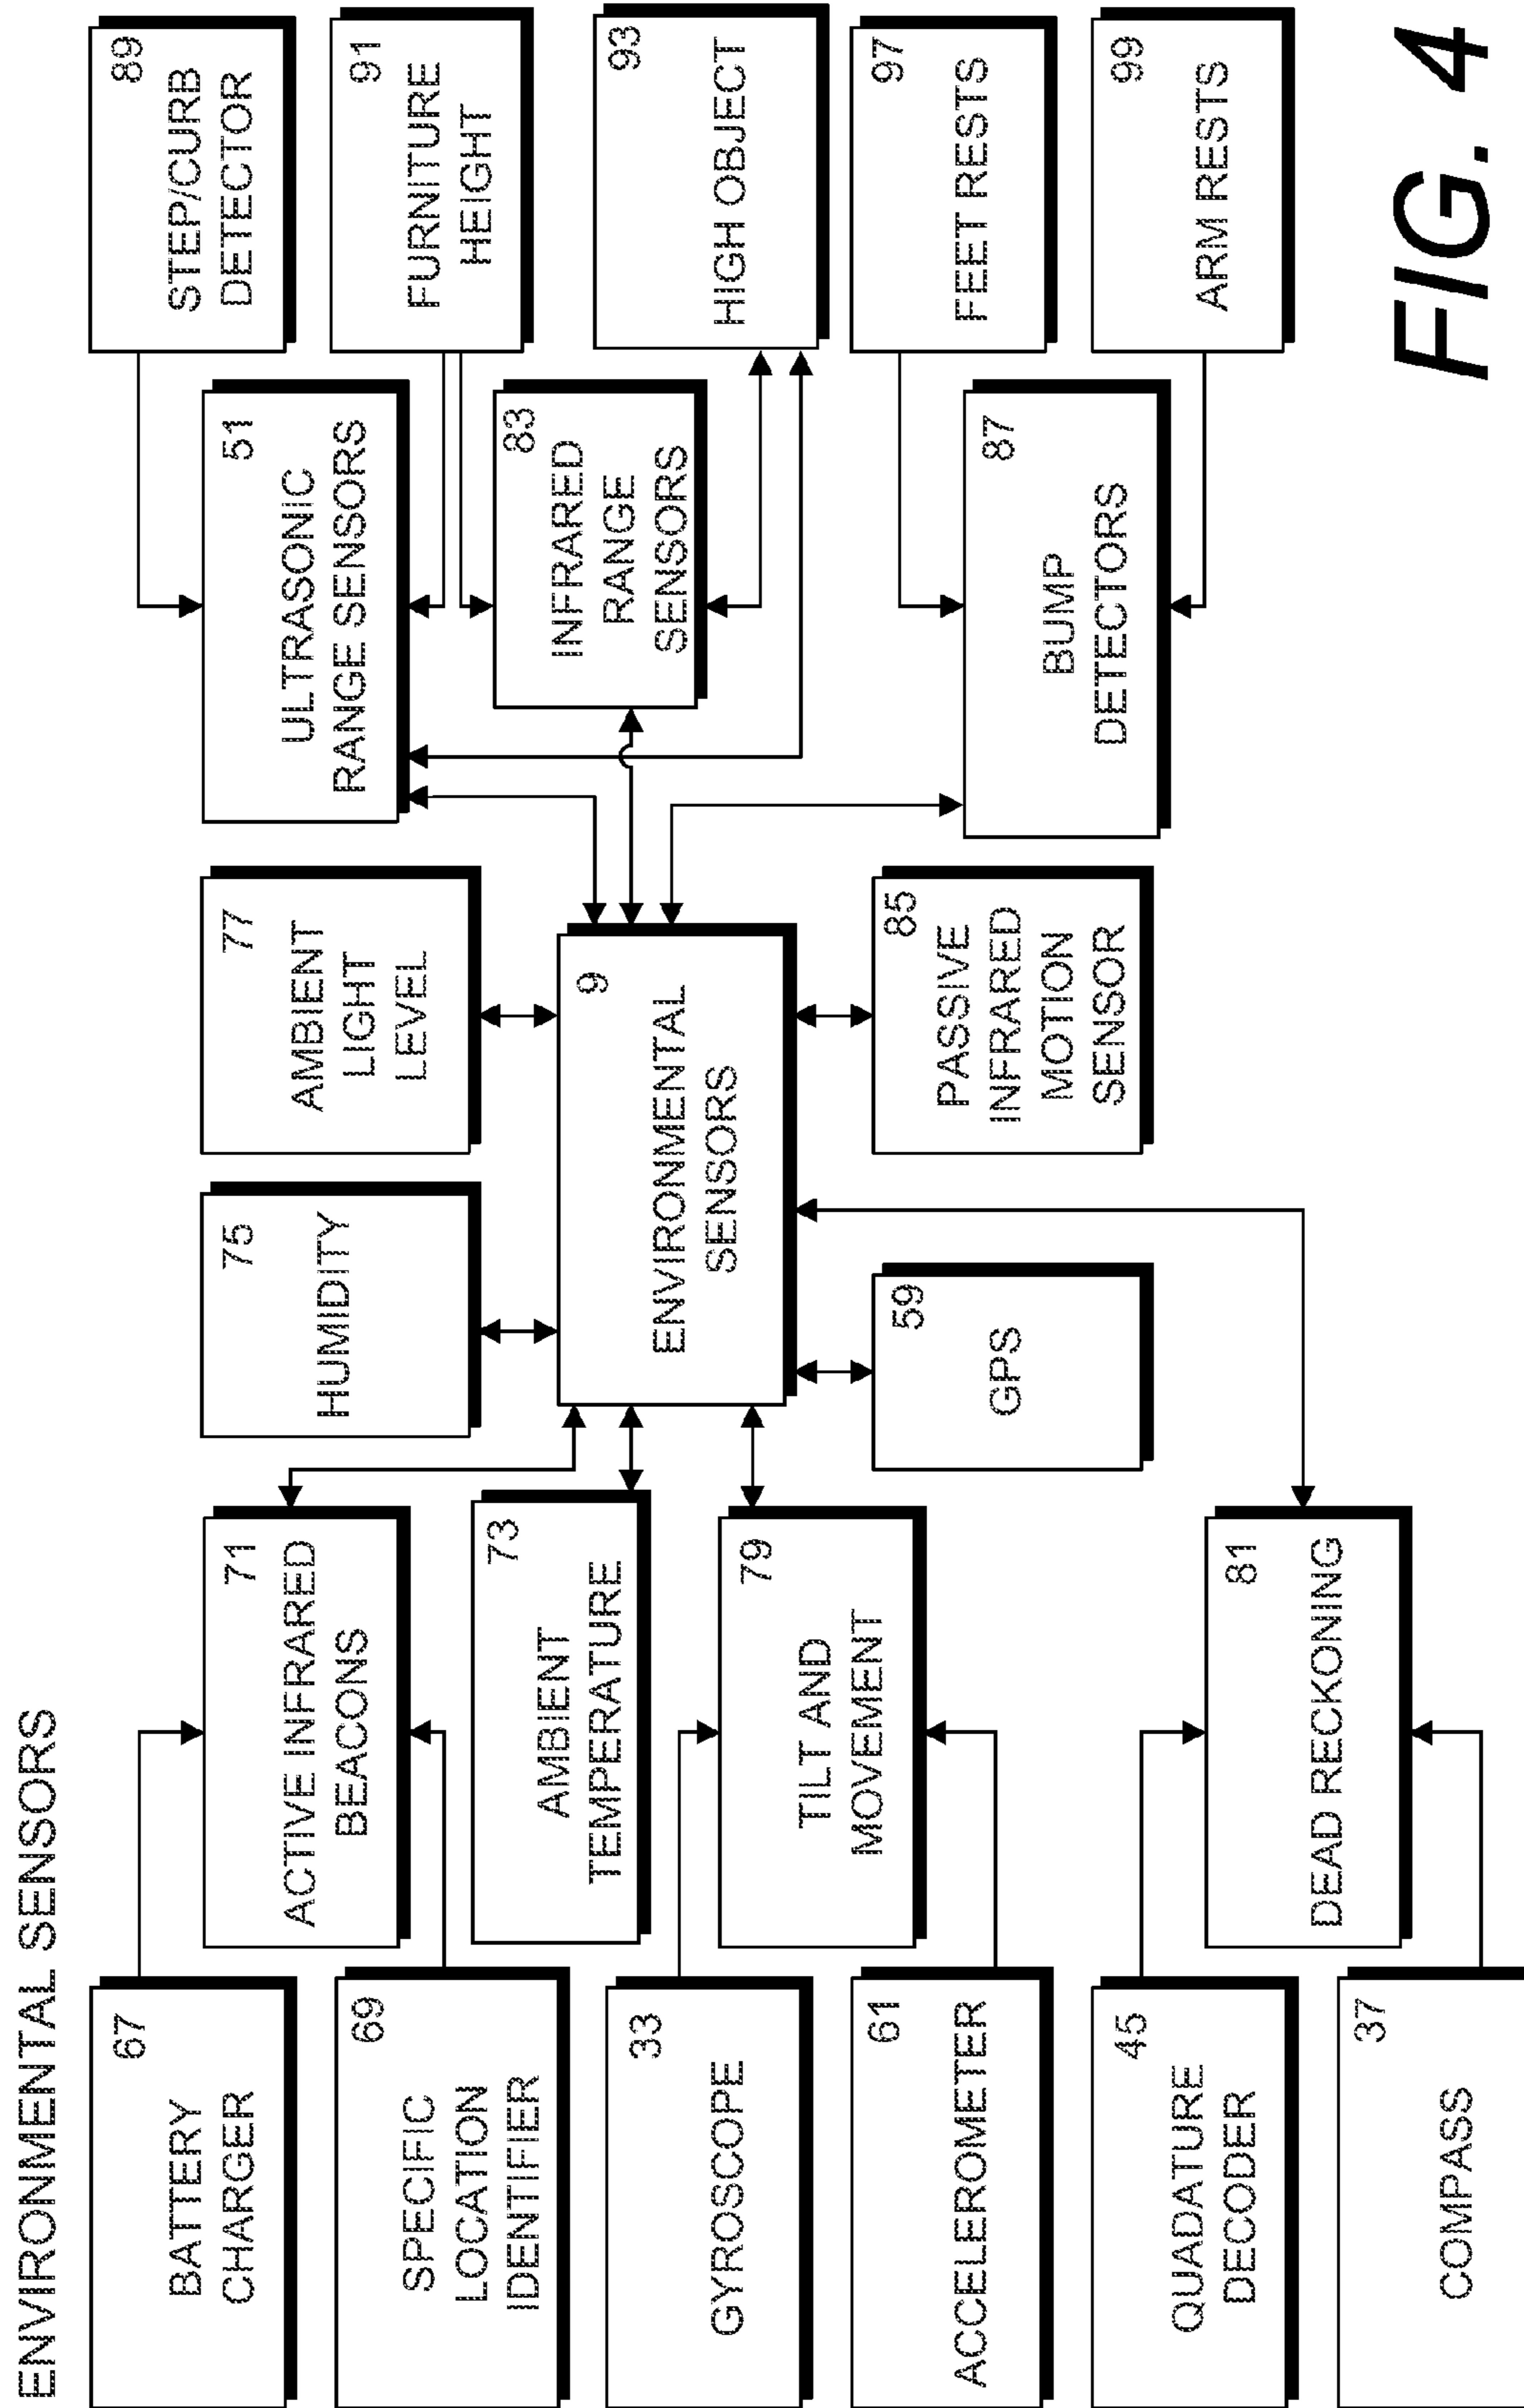 ENVIRONMENTAL SENSORS
67
BATTERY
CHARGER
69
SPECIFIC
LOCATION
IDENTIFIER
33
GYROSCOPE
61
ACCELEROMETER
45
QUADATURE
DECODER
37
COMPASS
71
ACTIVE INFRARED
BEACONS
73
AMBIENT
TEMPERATURE
79
TILT AND
MOVEMENT
81
DEAD RECKONING
75
HUMIDITY
77
AMBIENT
LIGHT
LEVEL
9
ENVIRONMENTAL
SENSORS
59
GPS
85
PASSIVE
INFRARED
MOTION
SENSOR
51
ULTRASONIC
RANGE SENSORS
83
INFRARED
RANGE
SENSORS
87
BUMP
DETECTORS
89
STEP/CURB
DETECTOR
91
FURNITURE
HEIGHT
93
HIGH OBJECT
97
FEET RESTS
99
ARM RESTS
FIG. 4